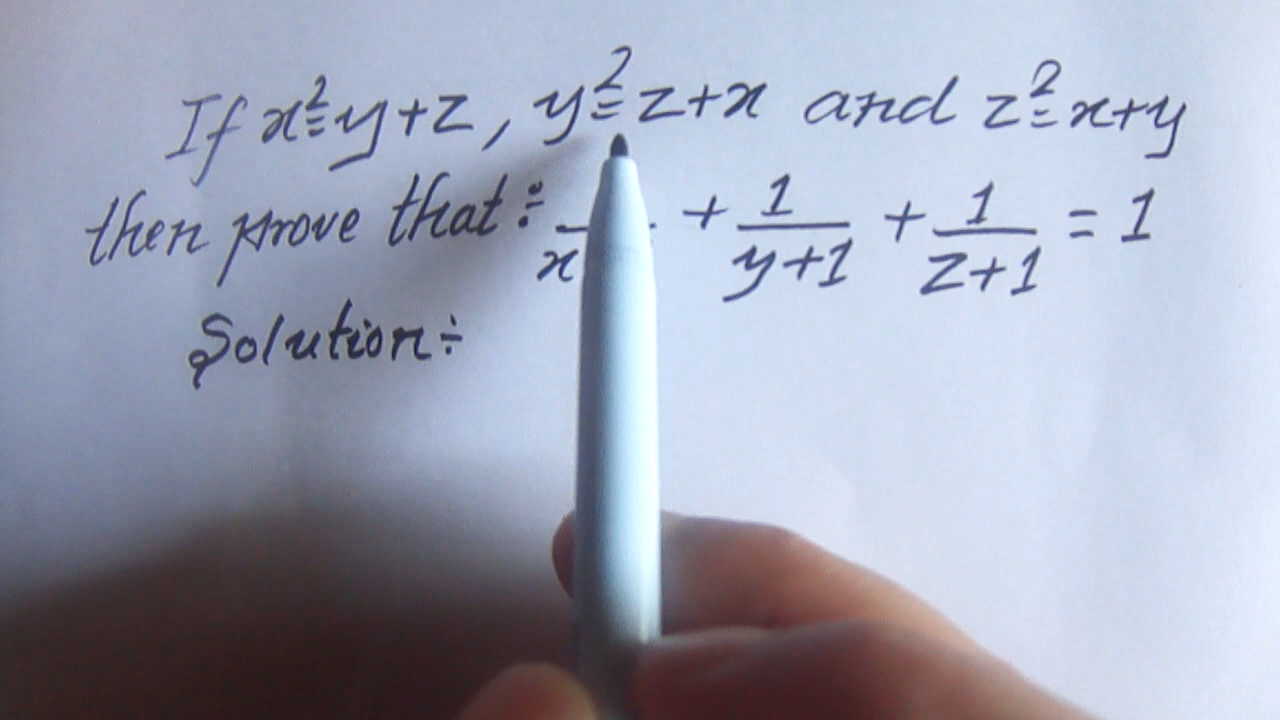 If x²=y+z, y²=z+x and z²=x+y
then prove that ÷ x + 1/(y+1) + 1/(z+1) = 1
Solution ÷